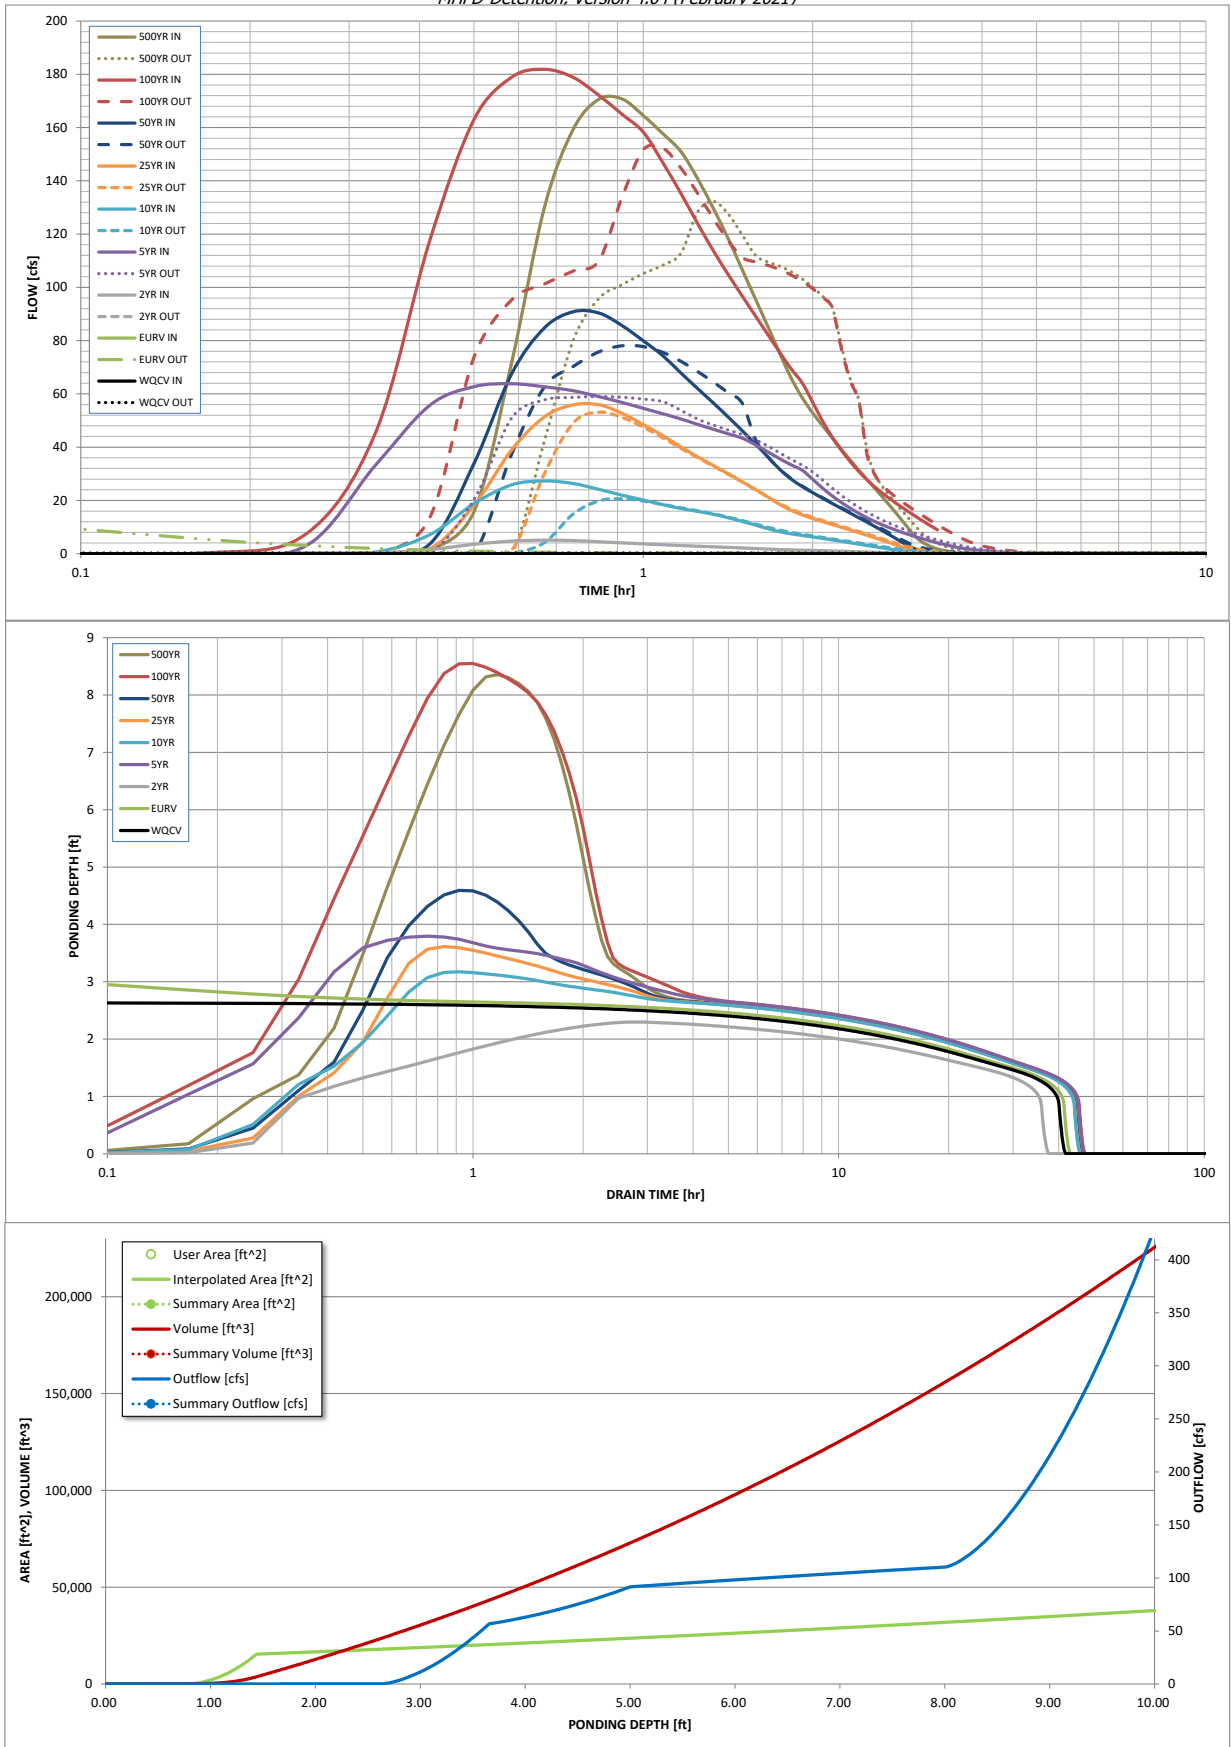 MHFD-Detention, Version 4.04 (February 2021)
200
180
160
140
120
100
80
60
40
20
0
FLOW [cfs]
500YR IN
500YR OUT
100YR IN
100YR OUT
50YR IN
50YR OUT
25YR IN
25YR OUT
10YR IN
10YR OUT
5YR IN
5YR OUT
2YR IN
2YR OUT
EURV IN
EURV OUT
WQCV IN
WQCV OUT
0.1
1
10
TIME [hr]
9
8
7
6
5
4
3
2
1
0
PONDING DEPTH [ft]
500YR
100YR
50YR
25YR
10YR
5YR
2YR
EURV
WQCV
0.1
1
10
100
DRAIN TIME [hr]
User Area [ft^2]
Interpolated Area [ft^2]
Summary Area [ft^2]
Volume [ft^3]
Summary Volume [ft^3]
Outflow [cfs]
Summary Outflow [cfs]
200,000
150,000
100,000
50,000
0
AREA [ft^2], VOLUME [ft^3]
400
350
300
250
200
150
100
50
0
OUTFLOW [cfs]
0.00
1.00
2.00
3.00
4.00
5.00
6.00
7.00
8.00
9.00
10.00
PONDING DEPTH [ft]